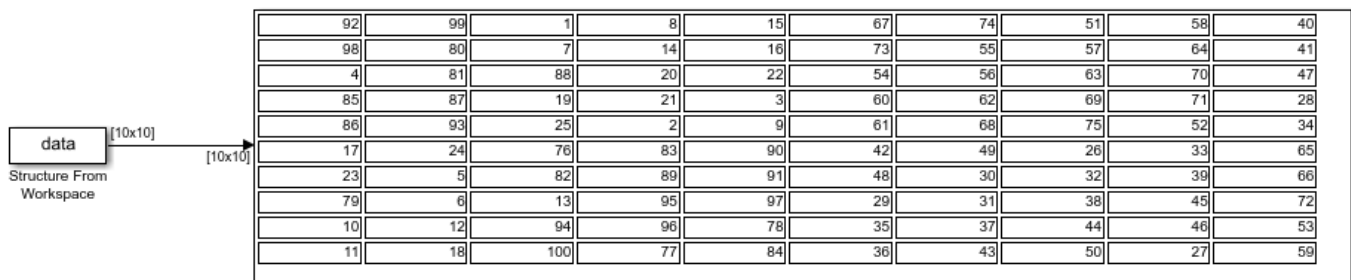 92 99 1 8 15 67 74 51 58 40
98 80 7 14 16 73 55 57 64 41
4 81 88 20 22 54 56 63 70 47
85 87 19 21 3 60 62 69 71 28
86 93 25 2 9 61 68 75 52 34
17 24 76 83 90 42 49 26 33 65
23 5 82 89 91 48 30 32 39 66
79 6 13 95 97 29 31 38 45 72
10 12 94 96 78 35 37 44 46 53
11 18 100 77 84 36 43 50 27 59
data
[10x10]
[10x10]
Structure From
Workspace